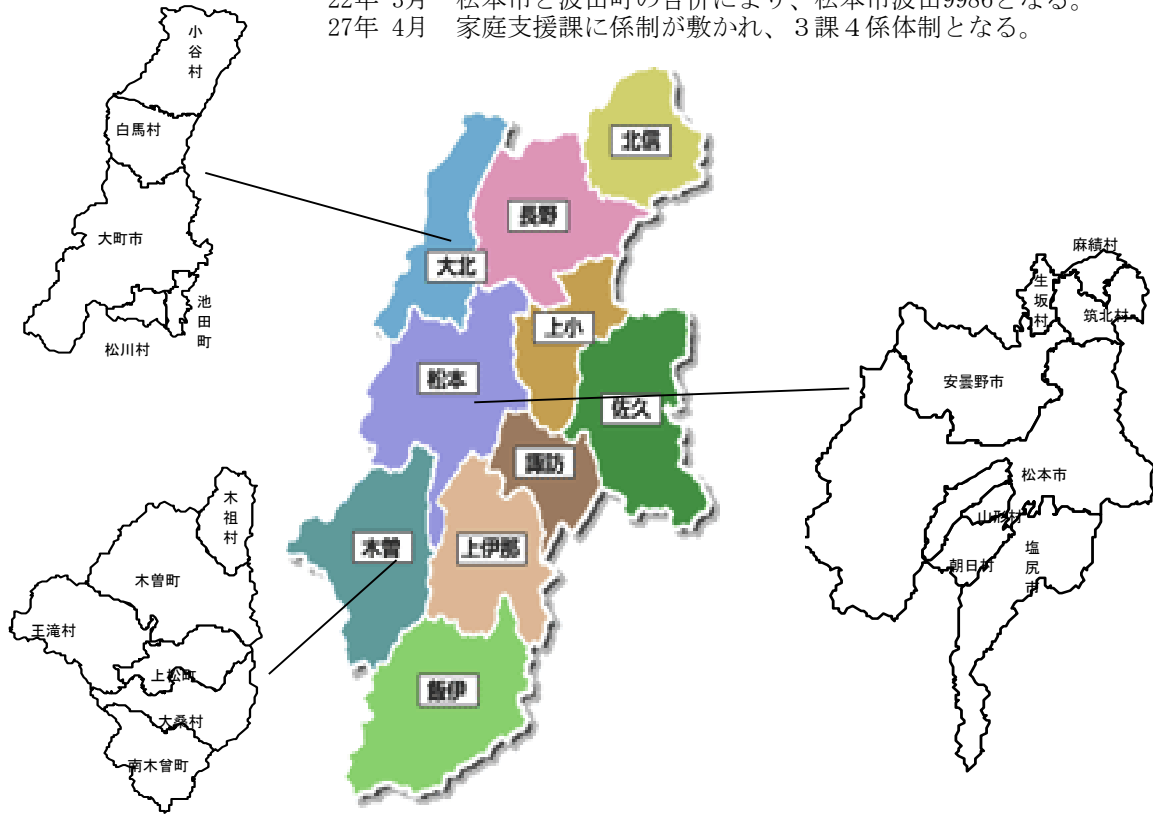 22年 3月 松本市と波田町の合併により、松本市波田9986となる。
27年 4月 家庭支援課に係制が敷かれ、３課４係体制となる。
小谷村
白馬村
大町市
池田町
松川村
北信
長野
大北
上小
松本
佐久
諏訪
木曽
上伊那
飯伊
麻績村
生坂村
筑北村
安曇野市
松本市
山形村
朝日村
塩尻市
木祖村
木曽町
王滝村
上松町
大桑村
南木曽町